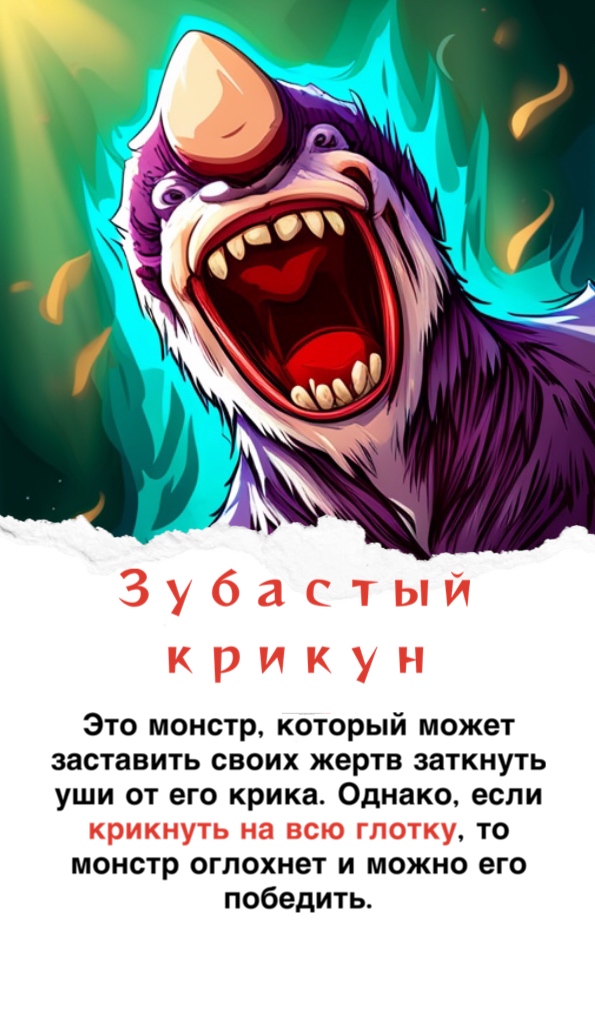 Зубастый
крикун
Это монстр, который может
заставить своих жертв заткнуть
уши от его крика. Однако, если
крикнуть на всю глотку, то
монстр оглохнет и можно его
победить.